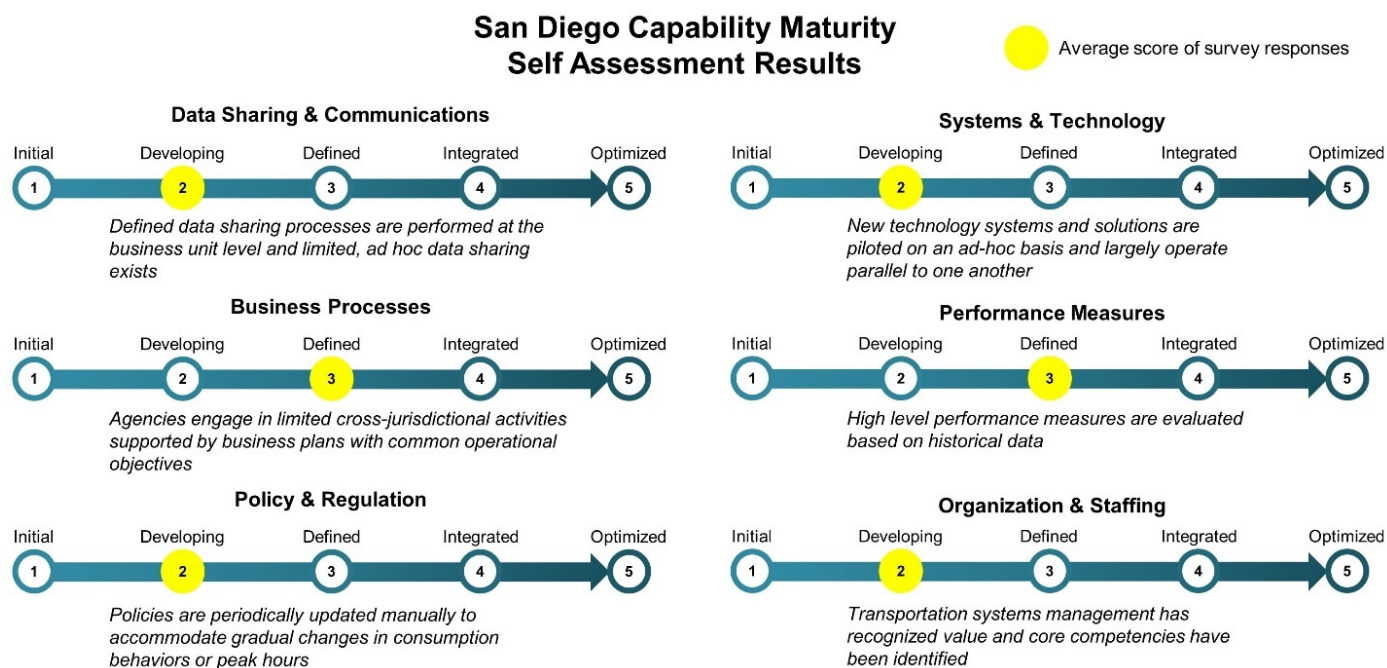 San Diego Capability Maturity
Self Assessment Results
Average score of survey responses
Data Sharing & Communications
Initial Developing Defined Integrated Optimized
1 2 3 4 5
Defined data sharing processes are performed at the
business unit level and limited, ad hoc data sharing
exists
Systems & Technology
Initial Developing Defined Integrated Optimized
1 2 3 4 5
New technology systems and solutions are
piloted on an ad-hoc basis and largely operate
parallel to one another
Business Processes
Initial Developing Defined Integrated Optimized
1 2 3 4 5
Agencies engage in limited cross-jurisdictional activities
supported by business plans with common operational
objectives
Performance Measures
Initial Developing Defined Integrated Optimized
1 2 3 4 5
High level performance measures are evaluated
based on historical data
Policy & Regulation
Initial Developing Defined Integrated Optimized
1 2 3 4 5
Policies are periodically updated manually to
accommodate gradual changes in consumption
behaviors or peak hours
Organization & Staffing
Initial Developing Defined Integrated Optimized
1 2 3 4 5
Transportation systems management has
recognized value and core competencies have
been identified